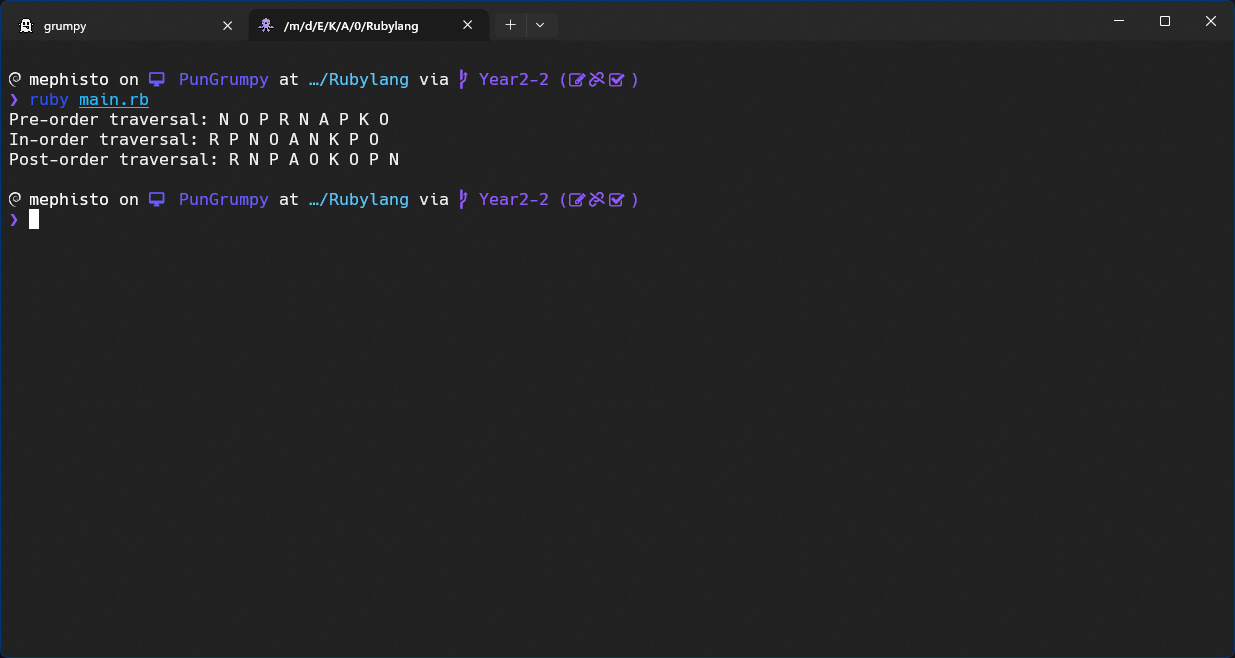 grumpy
/m/d/E/K/A/0/Rubylang
mephisto on PunGrumpy at …/Rubylang via Year2-2 ( )
❯ ruby main.rb
Pre-order traversal: N O P R N A P K O
In-order traversal: R P N O A N K P O
Post-order traversal: R N P A O K O P N
mephisto on PunGrumpy at …/Rubylang via Year2-2 ( )
❯